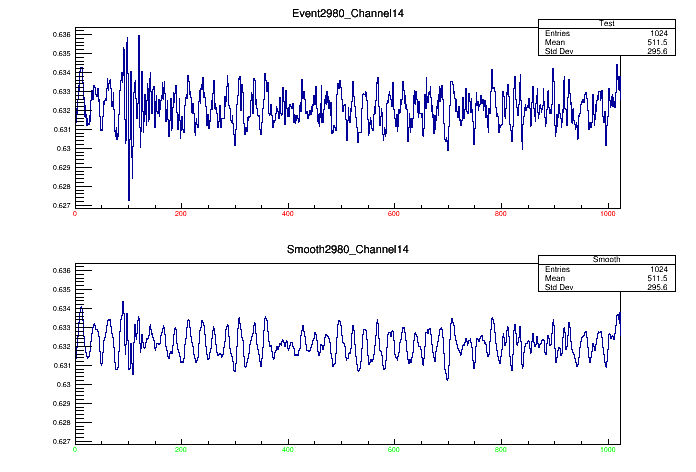 Event2980_Channel14
Test
Entries 1024
Mean 511.5
Std Dev 295.6
0.636
0.635
0.634
0.633
0.632
0.631
0.63
0.629
0.628
0.627
0 200 400 600 800 1000
Smooth2980_Channel14
Smooth
Entries 1024
Mean 511.5
Std Dev 295.6
0.636
0.635
0.634
0.633
0.632
0.631
0.63
0.629
0.628
0.627
0 200 400 600 800 1000